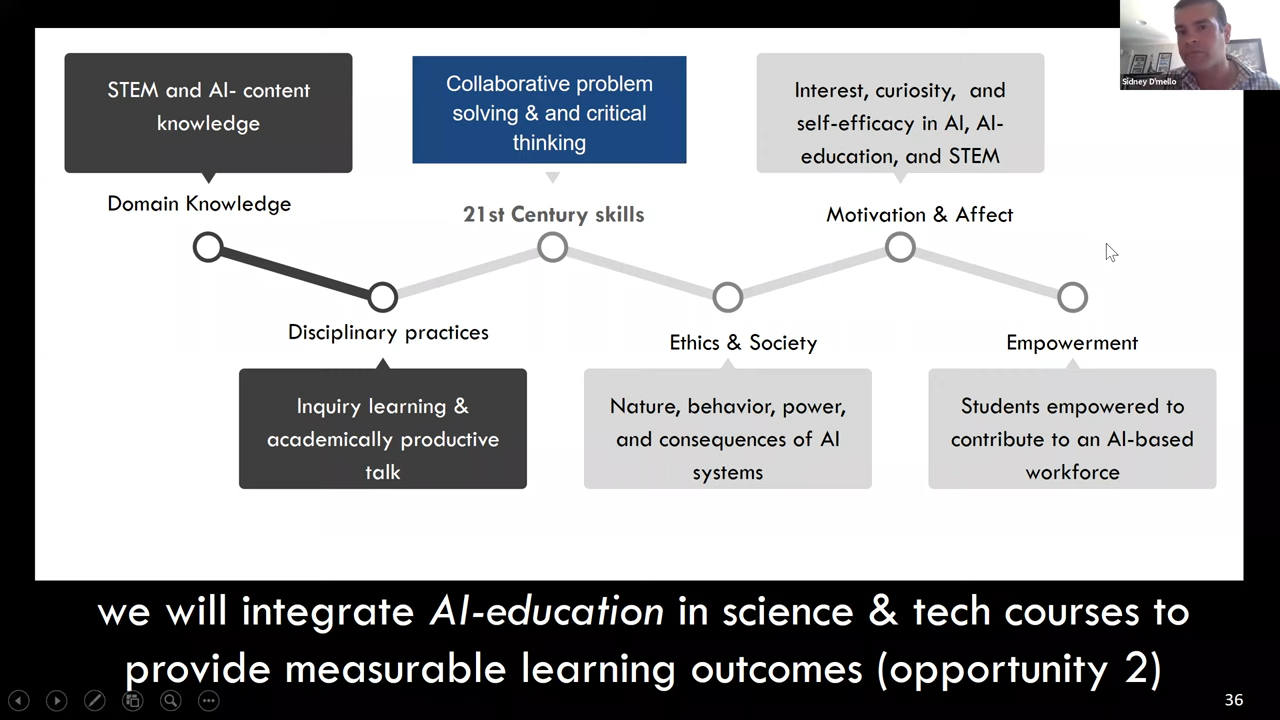 STEM and AI- content
knowledge
Collaborative problem
solving & and critical
thinking
Interest, curiosity, and
self-efficacy in AI, AI-
education, and STEM
Sidney D'mello
Domain Knowledge
21st Century skills
Motivation & Affect
Disciplinary practices
Ethics & Society
Empowerment
Inquiry learning &
academically productive
talk
Nature, behavior, power,
and consequences of AI
systems
Students empowered to
contribute to an AI-based
workforce
we will integrate AI-education in science & tech courses to
provide measurable learning outcomes (opportunity 2)
36